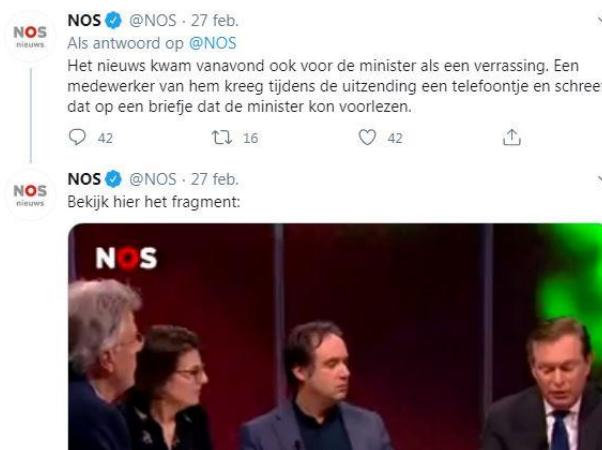 NOS @NOS · 27 feb.
NOS
nieuws
Als antwoord op @NOS
Het nieuws kwam vanavond ook voor de minister als een verrassing. Een
medewerker van hem kreeg tijdens de uitzending een telefoontje en schreef
dat op een briefje dat de minister kon voorlezen.
42 16 42
NOS @NOS · 27 feb.
NOS
nieuws
Bekijk hier het fragment:
NOS